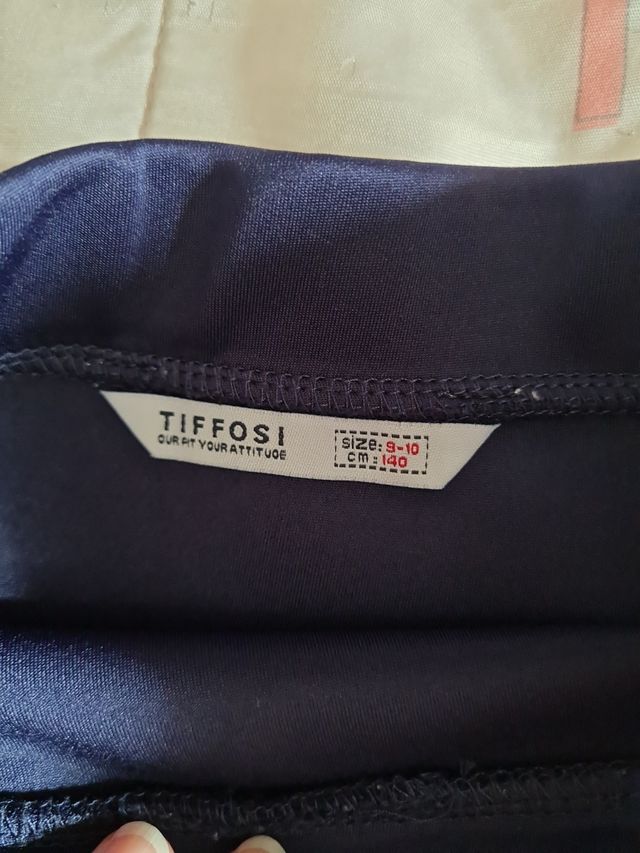 TIFFOSI
OUR FIT YOUR ATTITUDE
size: 9-10
cm: 140